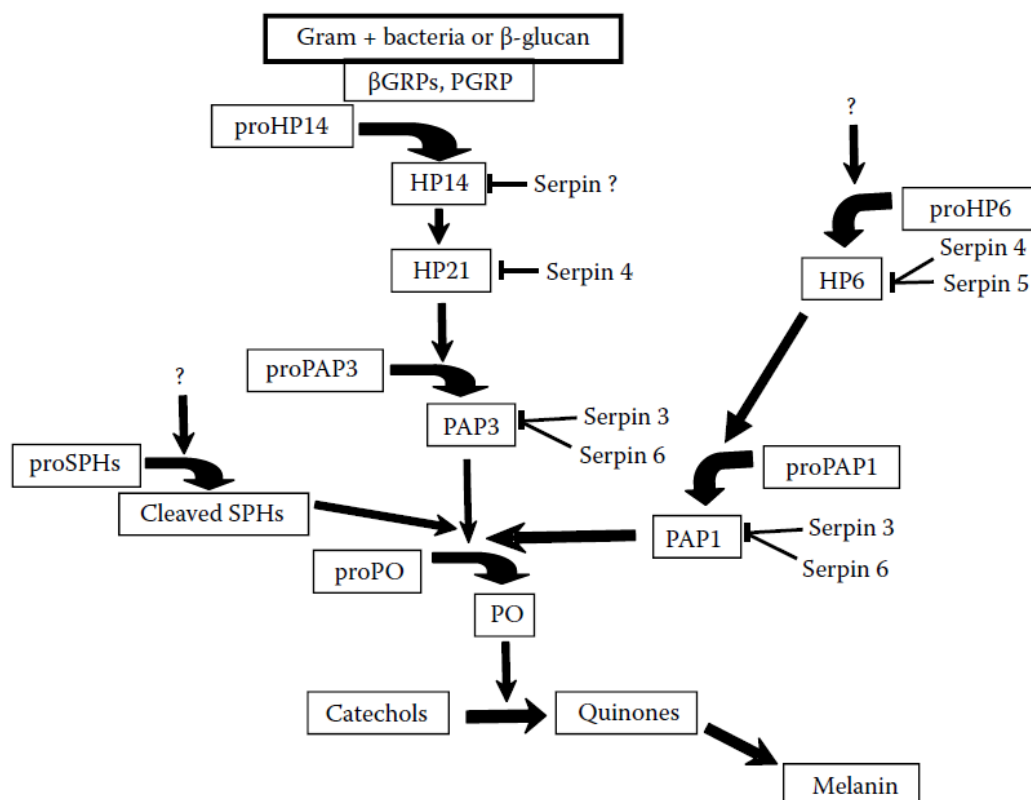 Gram + bacteria or β-glucan
βGRPs, PGRP
proHP14
?
HP14
Serpin ?
proHP6
Serpin 4
HP21
Serpin 4
HP6
Serpin 5
proPAP3
?
PAP3
Serpin 3
Serpin 6
proSPHs
proPAP1
Cleaved SPHs
PAP1
Serpin 3
Serpin 6
proPO
PO
Catechols
Quinones
Melanin